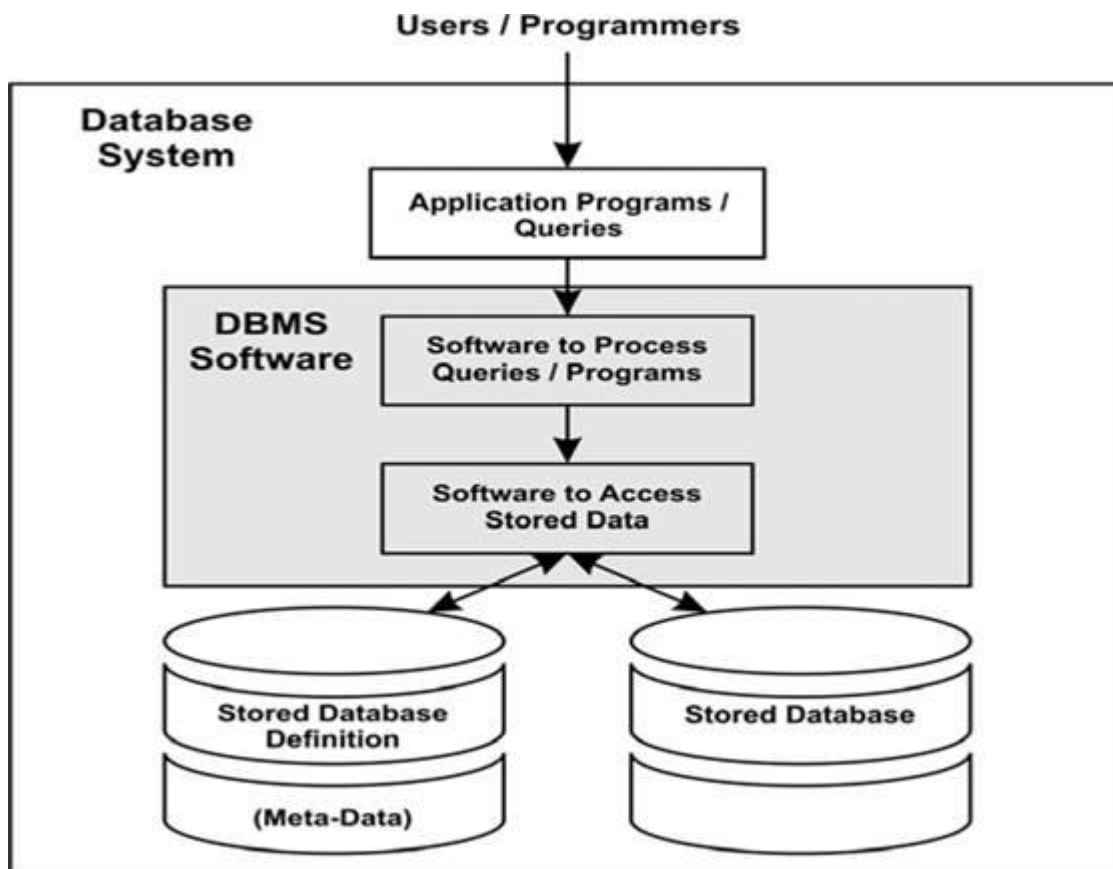 Users / Programmers
Database
System
Application Programs /
Queries
DBMS
Software
Software to Process
Queries / Programs
Software to Access
Stored Data
Stored Database
Definition
(Meta-Data)
Stored Database